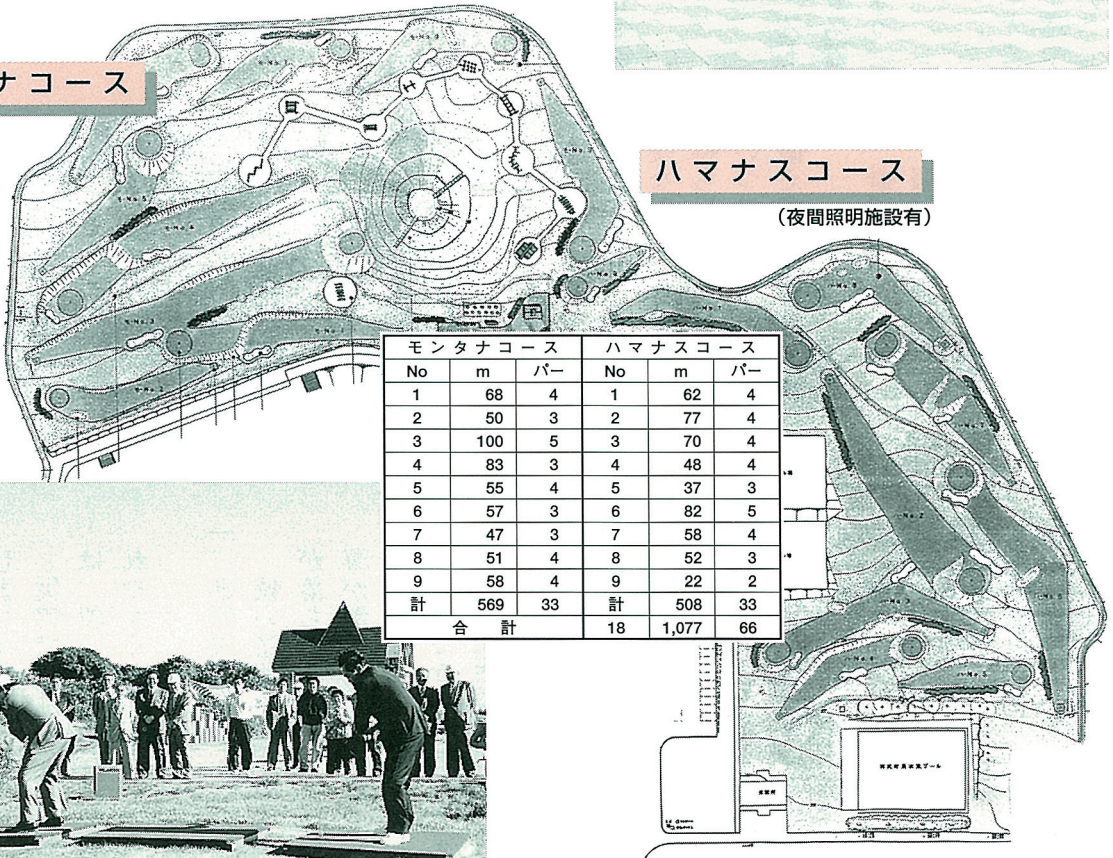 ナコース
ハマナスコース
(夜間照明施設有)
モンタナコース ハマナスコース
No m パー No m パー
1 68 4 1 62 4
2 50 3 2 77 4
3 100 5 3 70 4
4 83 3 4 48 4
5 55 4 5 37 3
6 57 3 6 82 5
7 47 3 7 58 4
8 51 4 8 52 3
9 58 4 9 22 2
計 569 33 計 508 33
合計 18 1,077 66